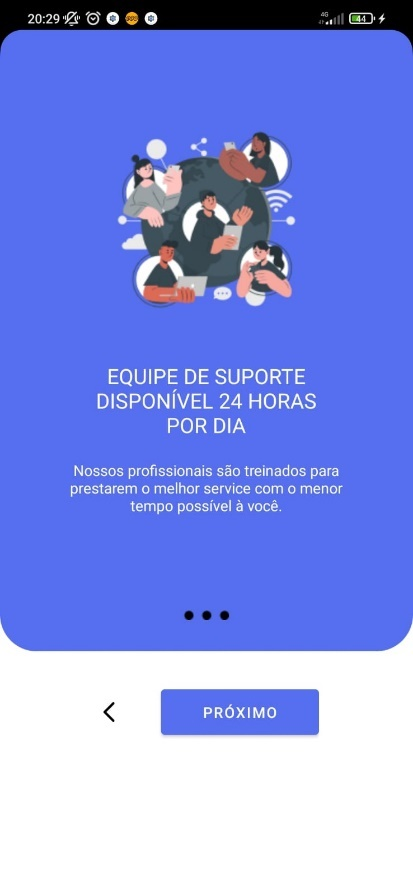 20:29
4G
44
EQUIPE DE SUPORTE
DISPONÍVEL 24 HORAS
POR DIA
Nossos profissionais são treinados para
prestarem o melhor service com o menor
tempo possível à você.
PRÓXIMO